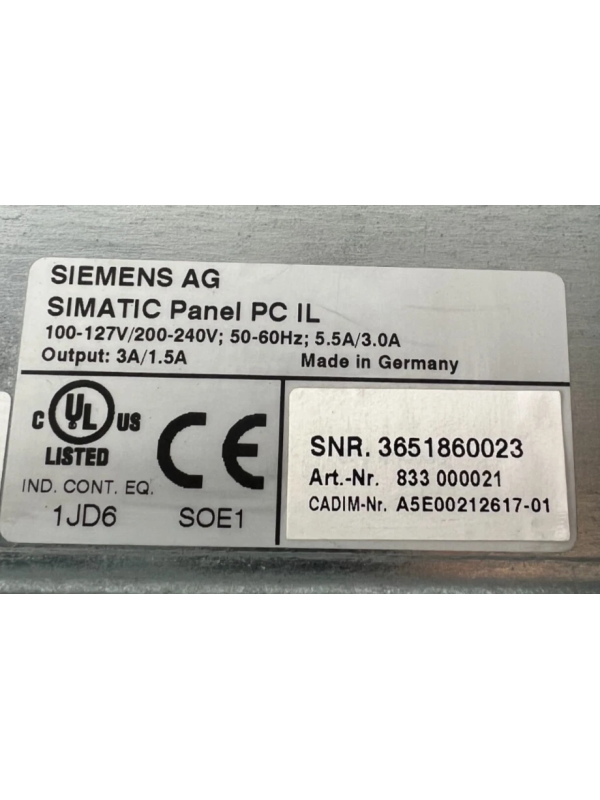 SIEMENS AG
SIMATIC Panel PC IL
100-127V/200-240V; 50-60Hz; 5.5A/3.0A
Output: 3A/1.5A Made in Germany
C UL US
LISTED
CE
IND. CONT. EQ.
1JD6 SOE1
SNR. 3651860023
Art.-Nr. 833 000021
CADIM-Nr. A5E00212617-01